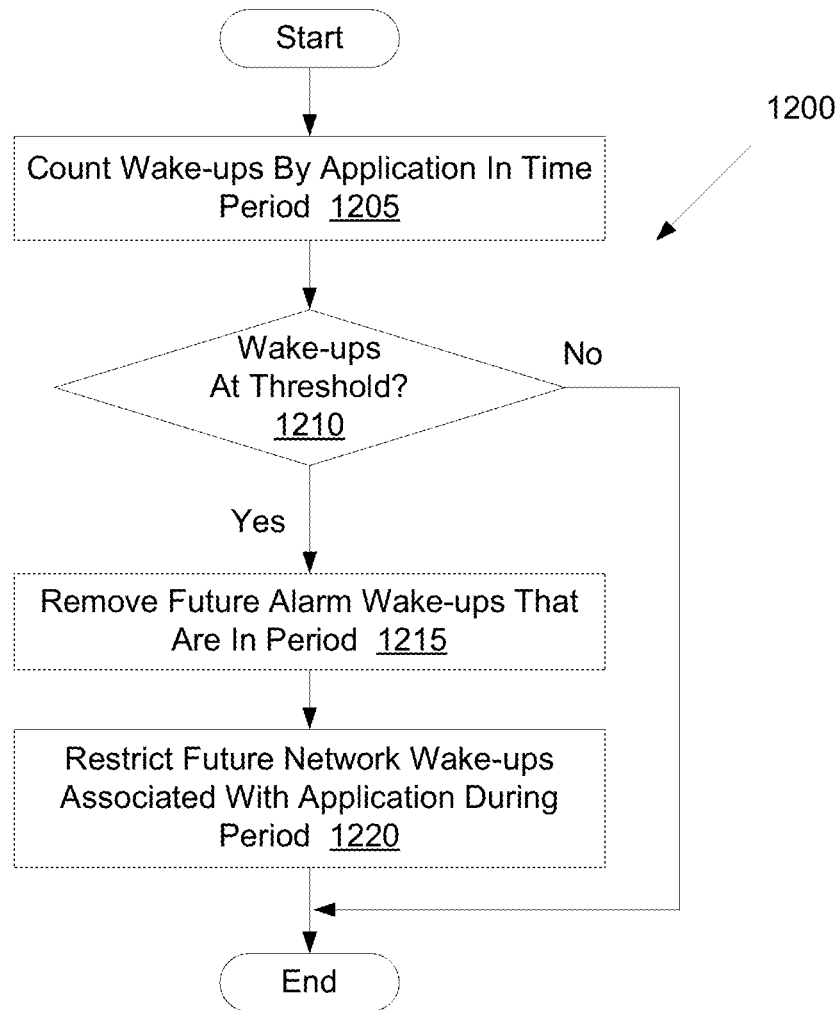 Start
1200
Count Wake-ups By Application In Time
Period 1205
Wake-ups
At Threshold?
1210
No
Yes
Remove Future Alarm Wake-ups That
Are In Period 1215
Restrict Future Network Wake-ups
Associated With Application During
Period 1220
End